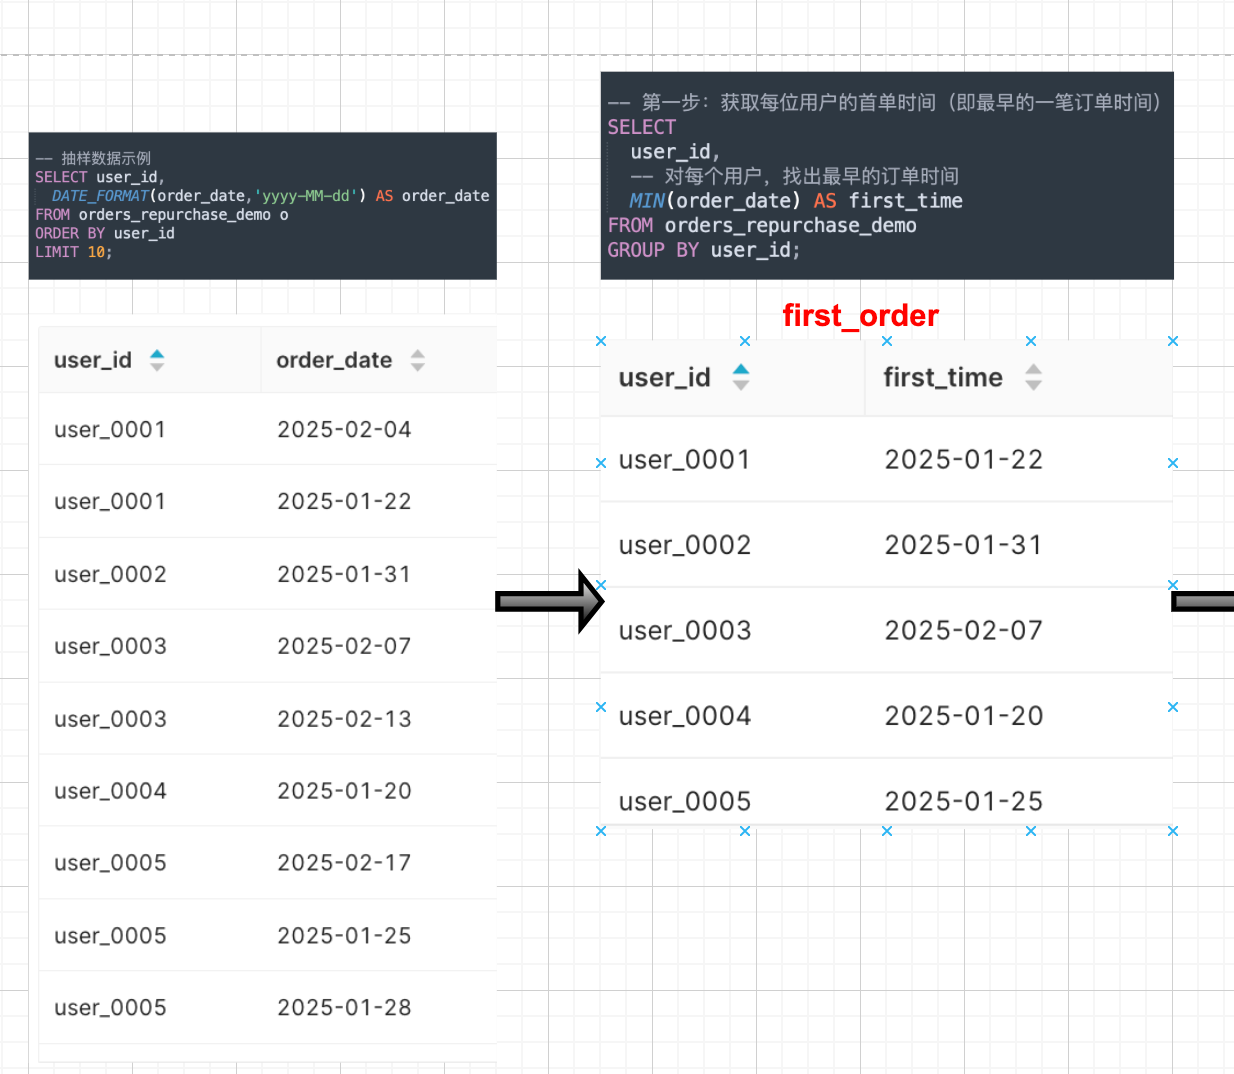 -- 抽样数据示例
SELECT user_id,
DATE_FORMAT(order_date,'yyyy-MM-dd') AS order_date
FROM orders_repurchase_demo o
ORDER BY user_id
LIMIT 10;
user_id order_date
user_0001 2025-02-04
user_0001 2025-01-22
user_0002 2025-01-31
user_0003 2025-02-07
user_0003 2025-02-13
user_0004 2025-01-20
user_0005 2025-02-17
user_0005 2025-01-25
user_0005 2025-01-28
-- 第一步：获取每位用户的首单时间（即最早的一笔订单时间）
SELECT
user_id,
-- 对每个用户，找出最早的订单时间
MIN(order_date) AS first_time
FROM orders_repurchase_demo
GROUP BY user_id;
first_order
user_id first_time
user_0001 2025-01-22
user_0002 2025-01-31
user_0003 2025-02-07
user_0004 2025-01-20
user_0005 2025-01-25